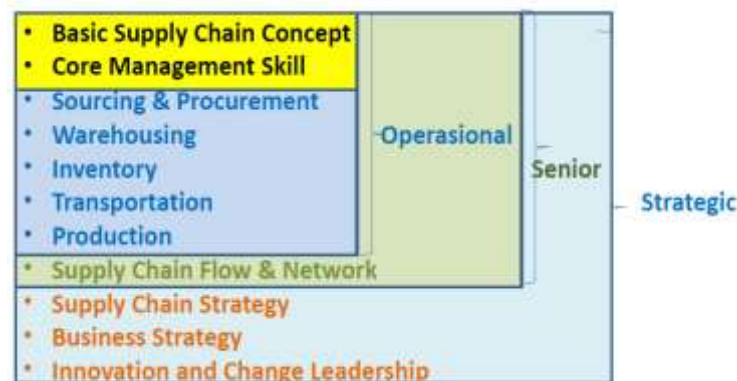 • Basic Supply Chain Concept
• Core Management Skill
• Sourcing & Procurement
• Warehousing
• Inventory
• Transportation
• Production
• Supply Chain Flow & Network
• Supply Chain Strategy
• Business Strategy
• Innovation and Change Leadership
Operasional
Senior
Strategic